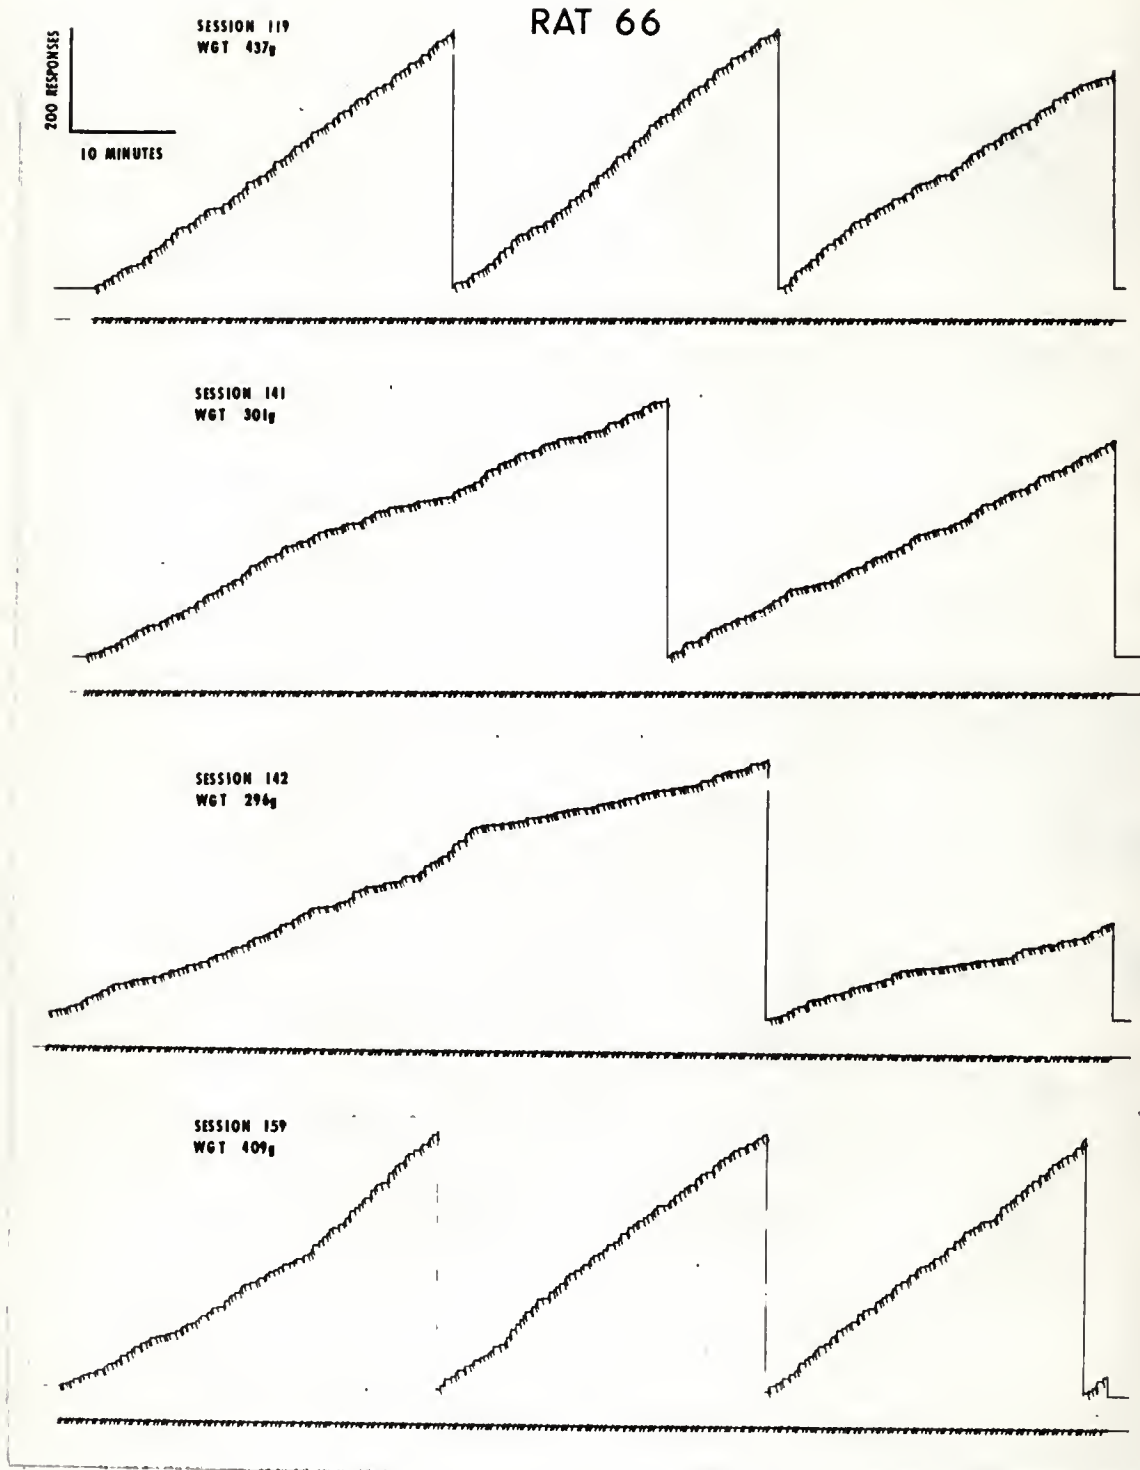 RAT 66
SESSION 119
WGT 437g
200 RESPONSES
10 MINUTES
SESSION 141
WGT 301g
SESSION 142
WGT 296g
SESSION 159
WGT 409g